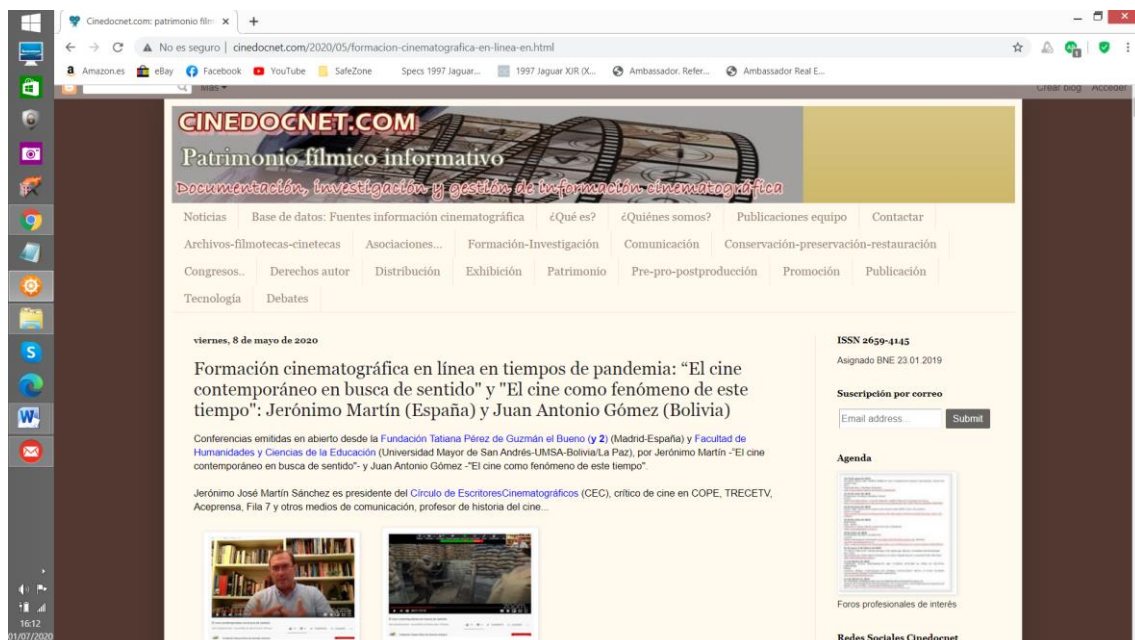 Cinedocnet.com: patrimonio film
No es seguro | cinedocnet.com/2020/05/formacion-cinematografica-en-linea-en.html
Amazon.es eBay Facebook YouTube SafeZone Specs 1997 Jaguar... 1997 Jaguar XJR (X... Ambassador. Refer... Ambassador Real E...
Más Crear blog Acceder
CINEDOCNET.COM
Patrimonio fílmico informativo
Documentación, investigación y gestión de información cinematográfica
Noticias Base de datos: Fuentes información cinematográfica ¿Qué es? ¿Quiénes somos? Publicaciones equipo Contactar
Archivos-filmotecas-cinetecas Asociaciones... Formación-Investigación Comunicación Conservación-preservación-restauración
Congresos.. Derechos autor Distribución Exhibición Patrimonio Pre-pro-postproducción Promoción Publicación
Tecnología Debates
viernes, 8 de mayo de 2020
Formación cinematográfica en línea en tiempos de pandemia: “El cine
contemporáneo en busca de sentido" y "El cine como fenómeno de este
tiempo": Jerónimo Martín (España) y Juan Antonio Gómez (Bolivia)
Conferencias emitidas en abierto desde la Fundación Tatiana Pérez de Guzmán el Bueno (y 2) (Madrid-España) y Facultad de
Humanidades y Ciencias de la Educación (Universidad Mayor de San Andrés-UMSA-Bolivia/La Paz), por Jerónimo Martín -"El cine
contemporáneo en busca de sentido"- y Juan Antonio Gómez -"El cine como fenómeno de este tiempo".
Jerónimo José Martín Sánchez es presidente del Círculo de EscritoresCinematográficos (CEC), crítico de cine en COPE, TRECETV,
Aceprensa, Fila 7 y otros medios de comunicación, profesor de historia del cine...
ISSN 2659-4145
Asignado BNE 23.01.2019
Suscripción por correo
Email address... Submit
Agenda
Foros profesionales de interés
Redes Sociales Cinedocnet
16:12
01/07/2020